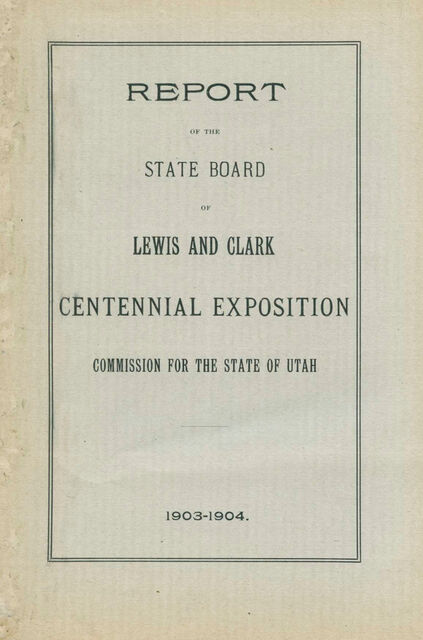 REPORT
OF THE
STATE BOARD
OF
LEWIS AND CLARK
CENTENNIAL EXPOSITION
COMMISSION FOR THE STATE OF UTAH
1903-1904.